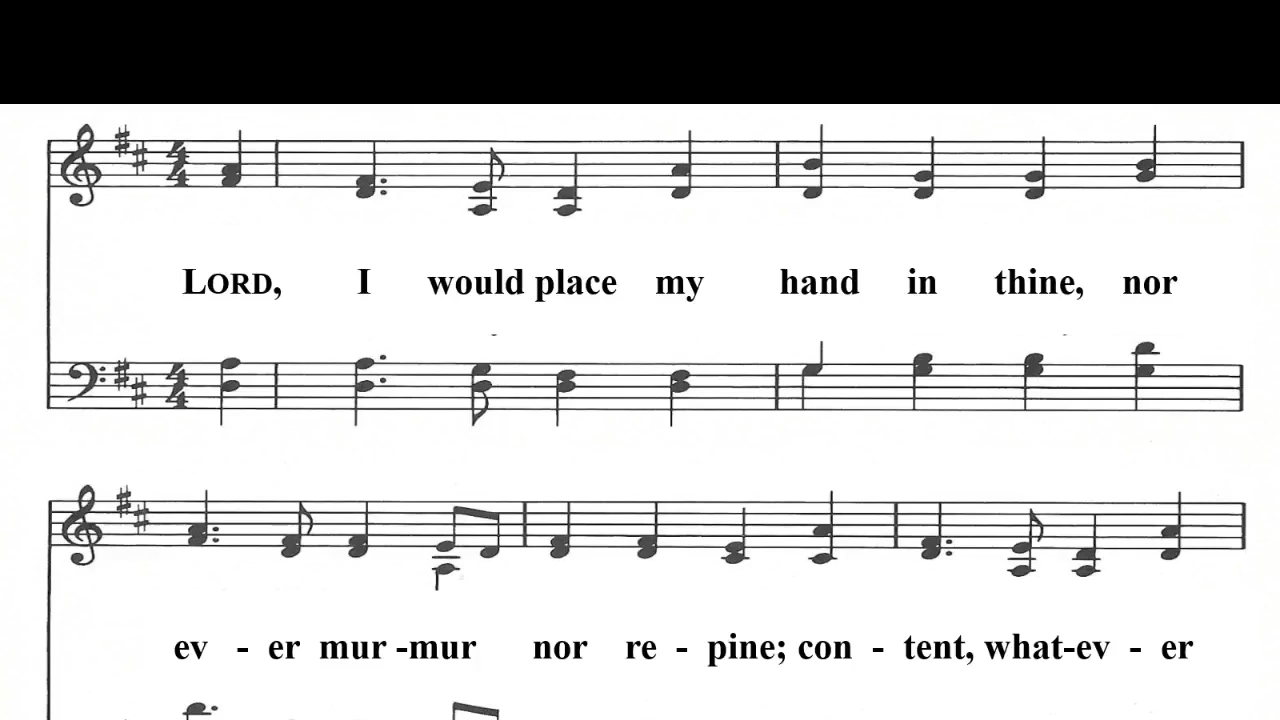 LORD, I would place my hand in thine, nor
ev - er mur -mur nor re - pine; con - tent, what-ev - er